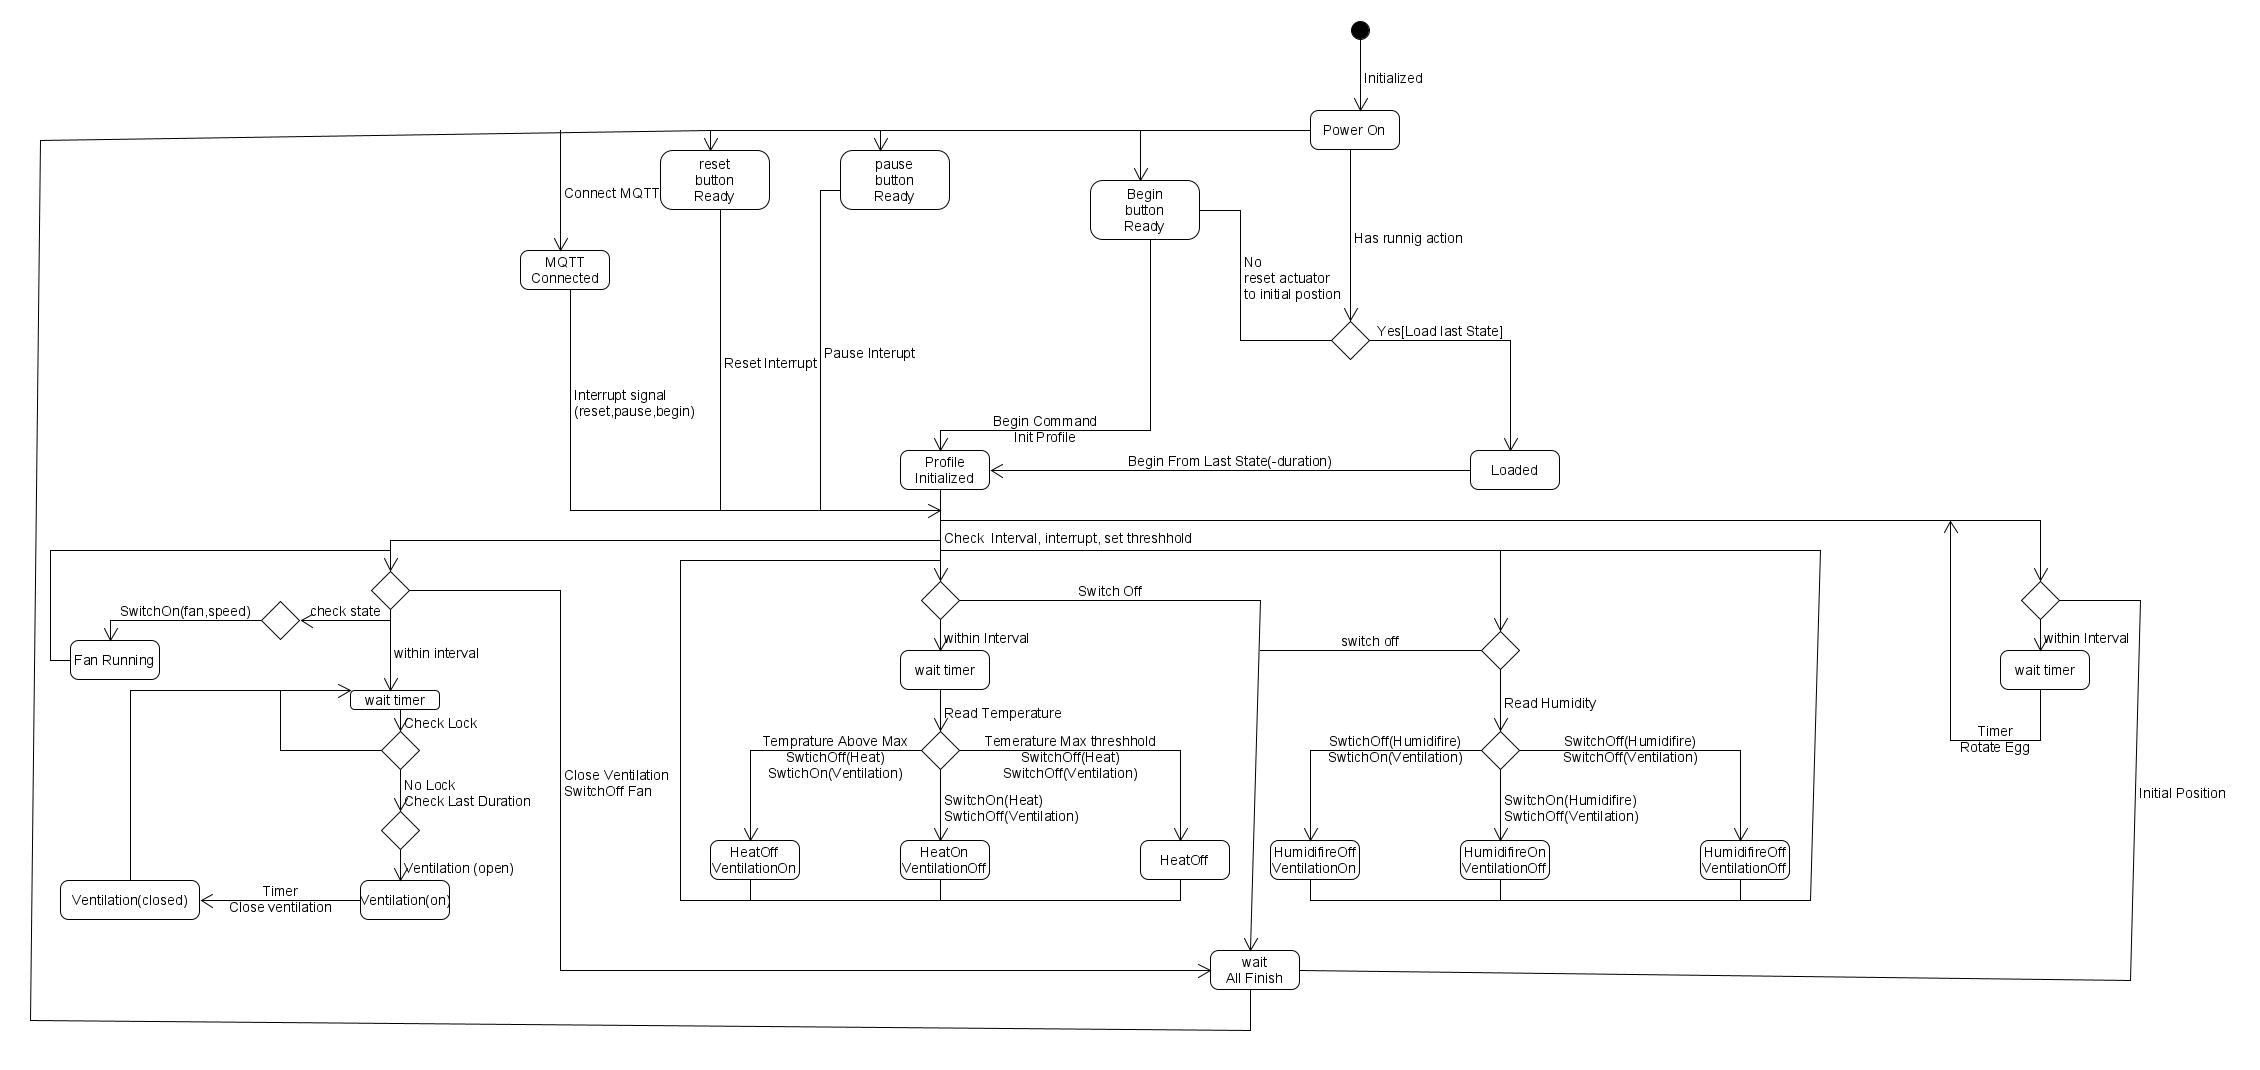 Initialized
Power On
reset
button
Ready
pause
button
Ready
Begin
button
Ready
Connect MQTT
MQTT
Connected
Has runnig action
No
reset actuator
to initial postion
Yes[Load last State]
Reset Interrupt
Pause Interupt
Interrupt signal
(reset,pause,begin)
Begin Command
Init Profile
Profile
Initialized
Begin From Last State(-duration)
Loaded
Check  Interval, interrupt, set threshhold
SwitchOn(fan,speed)
check state
Fan Running
within interval
wait timer
Check Lock
No Lock
Check Last Duration
Ventilation (open)
Ventilation(closed)
Timer
Close ventilation
Ventilation(on)
Close Ventilation
SwitchOff Fan
Switch Off
within Interval
wait timer
Read Temperature
Temprature Above Max
SwtichOff(Heat)
SwtichOn(Ventilation)
Temerature Max threshhold
SwitchOff(Heat)
SwitchOff(Ventilation)
SwitchOn(Heat)
SwtichOff(Ventilation)
HeatOff
VentilationOn
HeatOn
VentilationOff
HeatOff
switch off
Read Humidity
SwtichOff(Humidifire)
SwtichOn(Ventilation)
SwitchOff(Humidifire)
SwitchOff(Ventilation)
SwitchOn(Humidifire)
SwtichOff(Ventilation)
HumidifireOff
VentilationOn
HumidifireOn
VentilationOff
HumidifireOff
VentilationOff
within Interval
wait timer
Timer
Rotate Egg
Initial Position
wait
All Finish